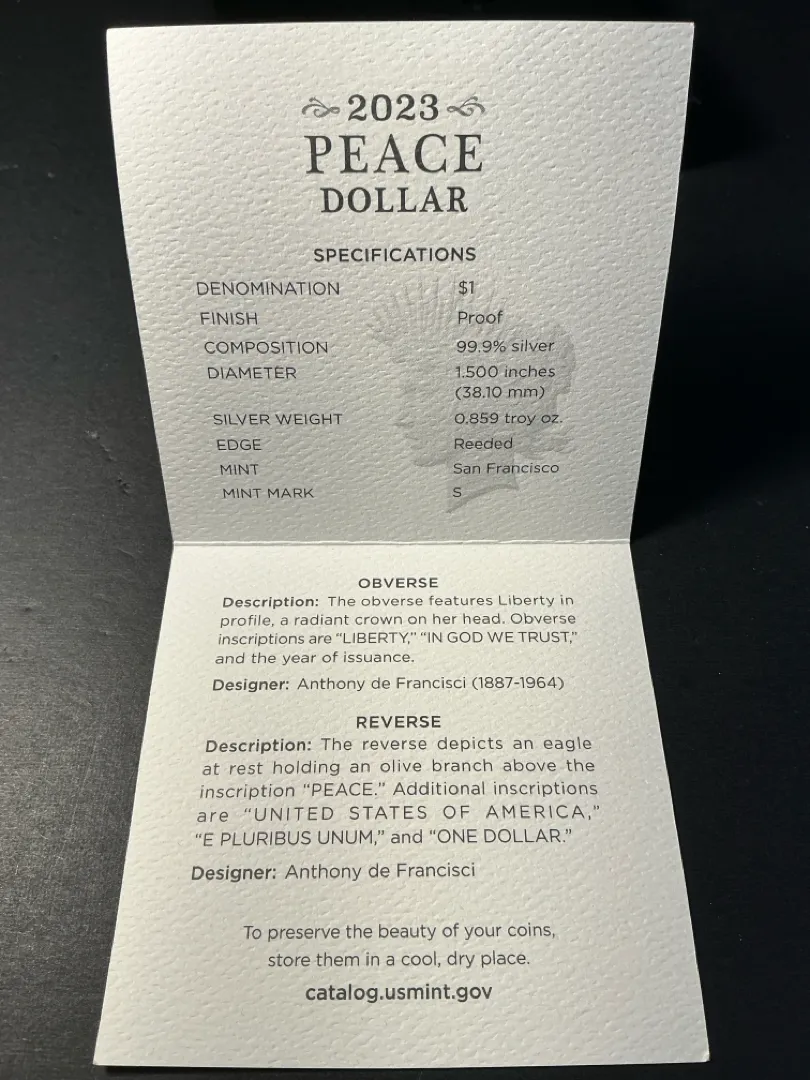 2023
PEACE
DOLLAR
SPECIFICATIONS
DENOMINATION $1
FINISH Proof
COMPOSITION 99.9% silver
DIAMETER 1.500 inches
(38.10 mm)
SILVER WEIGHT 0.859 troy oz.
EDGE Reeded
MINT San Francisco
MINT MARK S
OBVERSE
Description: The obverse features Liberty in
profile, a radiant crown on her head. Obverse
inscriptions are “LIBERTY,” “IN GOD WE TRUST,”
and the year of issuance.
Designer: Anthony de Francisci (1887-1964)
REVERSE
Description: The reverse depicts an eagle
at rest holding an olive branch above the
inscription “PEACE.” Additional inscriptions
are “UNITED STATES OF AMERICA,”
“E PLURIBUS UNUM,” and “ONE DOLLAR.”
Designer: Anthony de Francisci
To preserve the beauty of your coins,
store them in a cool, dry place.
catalog.usmint.gov